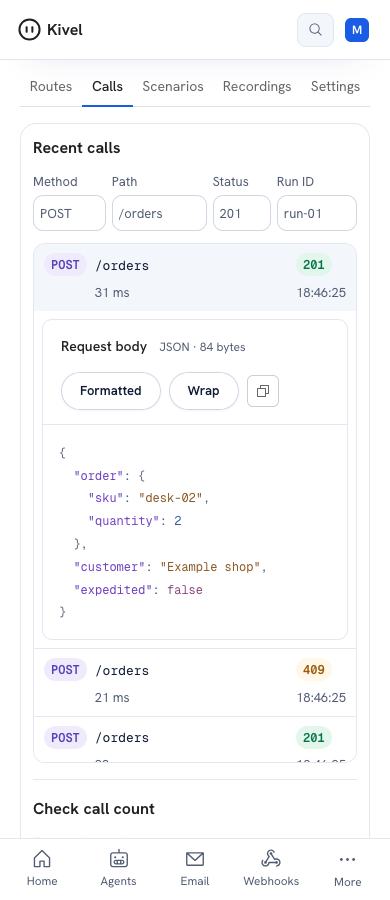 Kivel
M
Routes Calls Scenarios Recordings Settings
Recent calls
Method Path Status Run ID
POST /orders 201 run-01
POST /orders 201
31 ms 18:46:25
Request body JSON · 84 bytes
Formatted Wrap
{
"order": {
"sku": "desk-02",
"quantity": 2
},
"customer": "Example shop",
"expedited": false
}
POST /orders 409
21 ms 18:46:25
POST /orders 201
Check call count
Home Agents Email Webhooks More